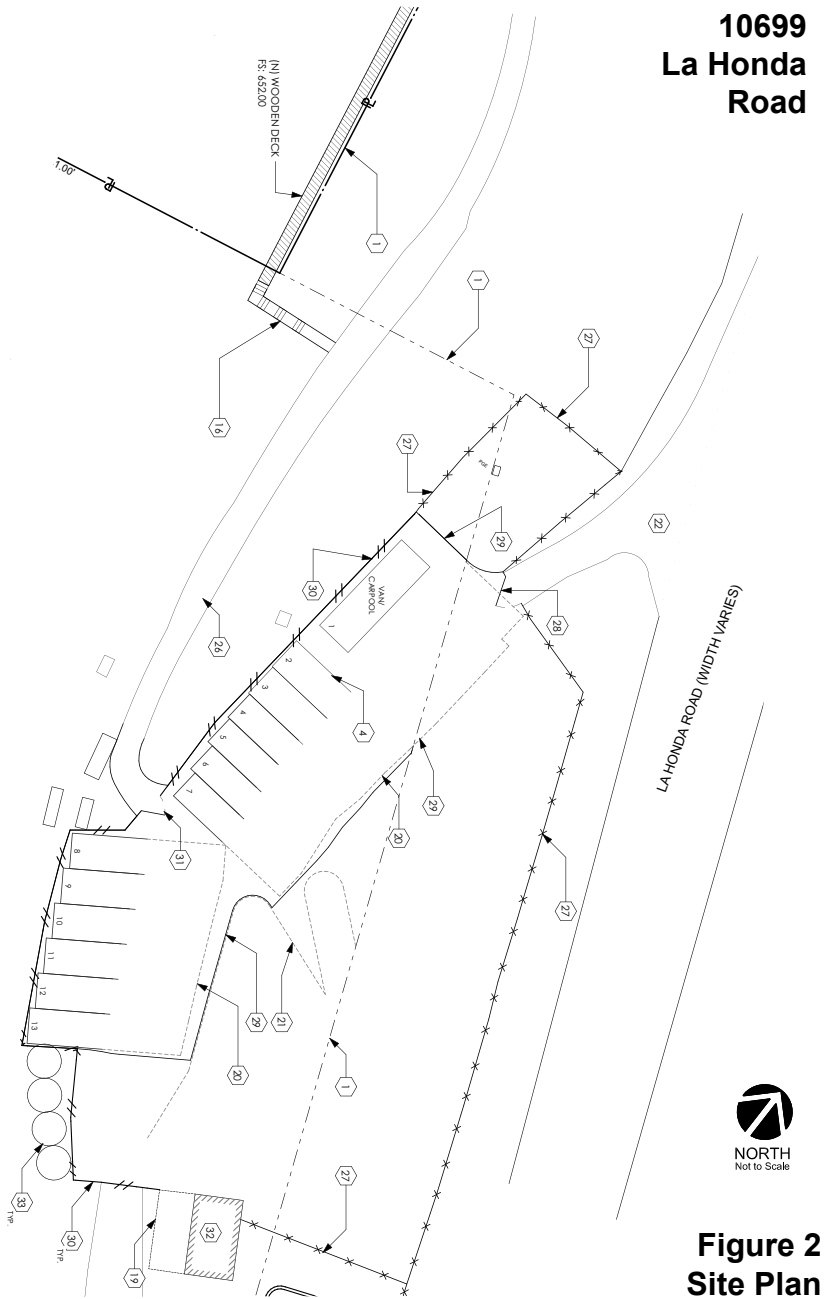 10699
La Honda
Road
(N) WOODEN DECK
FS: 652.00
1.00'
PL
PL
1
1
16
27
27
PGE
22
29
30
VAN/
CARPOOL
1
28
26
2
3
4
5
6
7
4
29
20
LA HONDA ROAD (WIDTH VARIES)
31
27
8
9
10
11
12
13
29
21
20
1
33
TYP.
30
TYP.
19
32
27
NORTH
Not to Scale
Figure 2
Site Plan